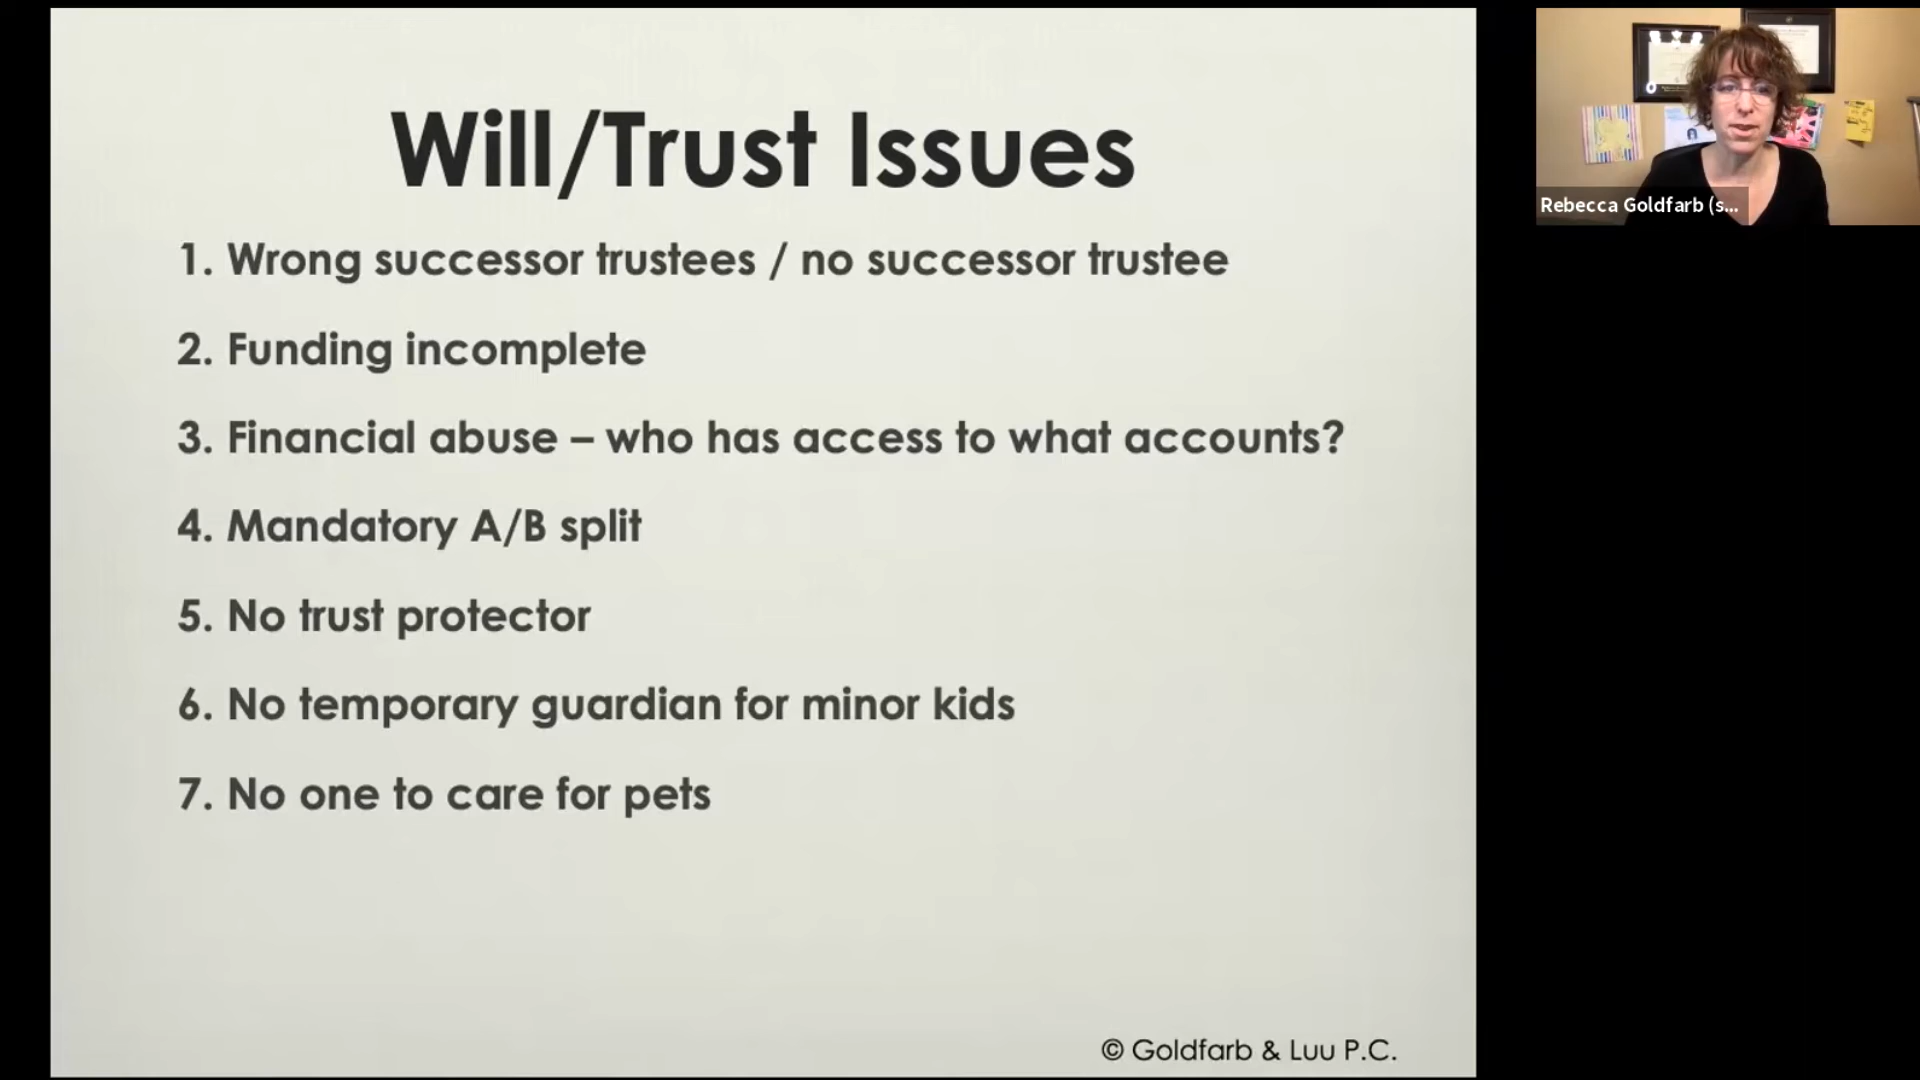 Will/Trust Issues
1. Wrong successor trustees / no successor trustee
2. Funding incomplete
3. Financial abuse – who has access to what accounts?
4. Mandatory A/B split
5. No trust protector
6. No temporary guardian for minor kids
7. No one to care for pets
© Goldfarb & Luu P.C.
Rebecca Goldfarb (s...